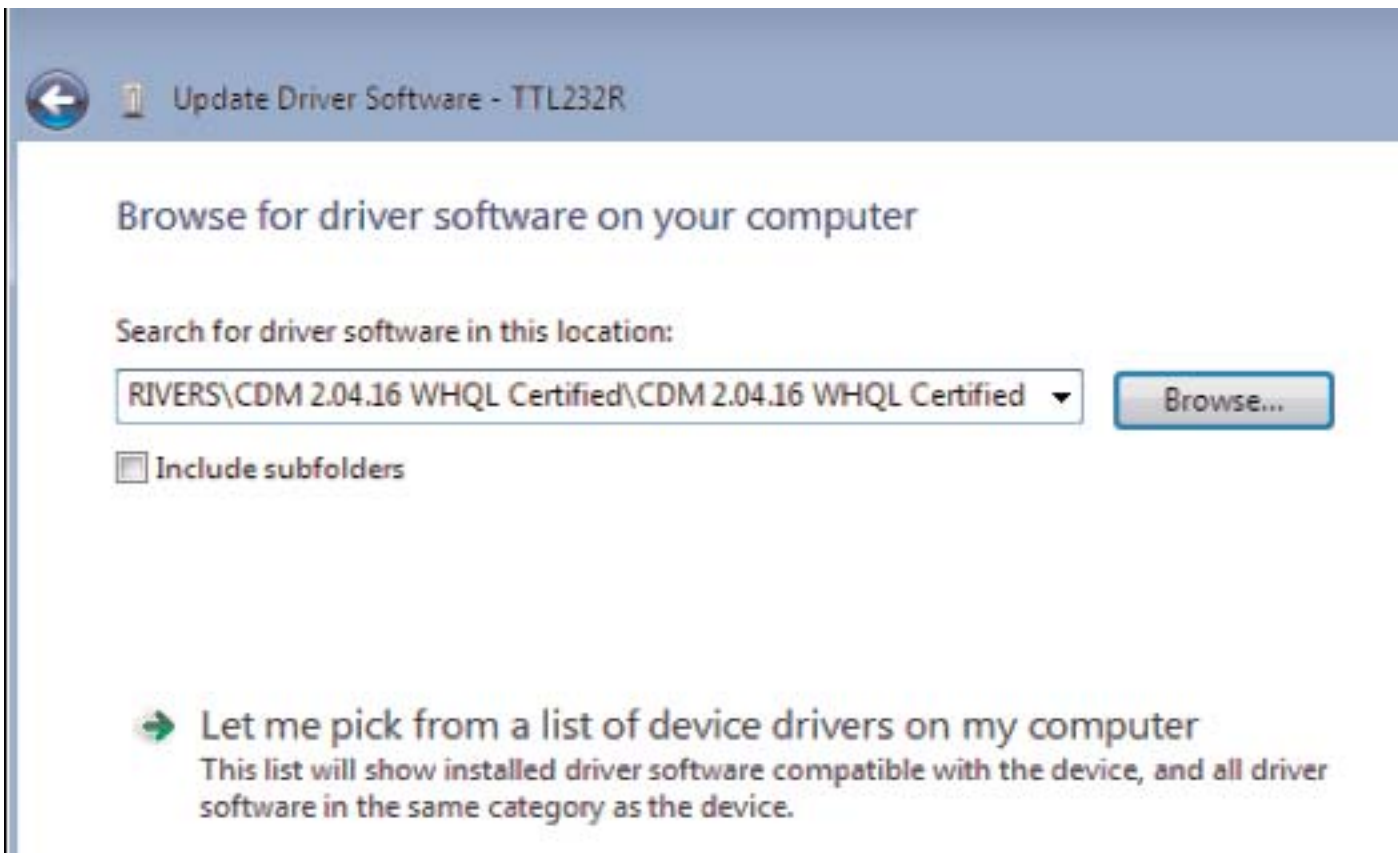 Update Driver Software - TTL232R
Browse for driver software on your computer
Search for driver software in this location:
RIVERS\CDM 2.04.16 WHQL Certified\CDM 2.04.16 WHQL Certified
Browse...
Include subfolders
Let me pick from a list of device drivers on my computer
This list will show installed driver software compatible with the device, and all driver
software in the same category as the device.